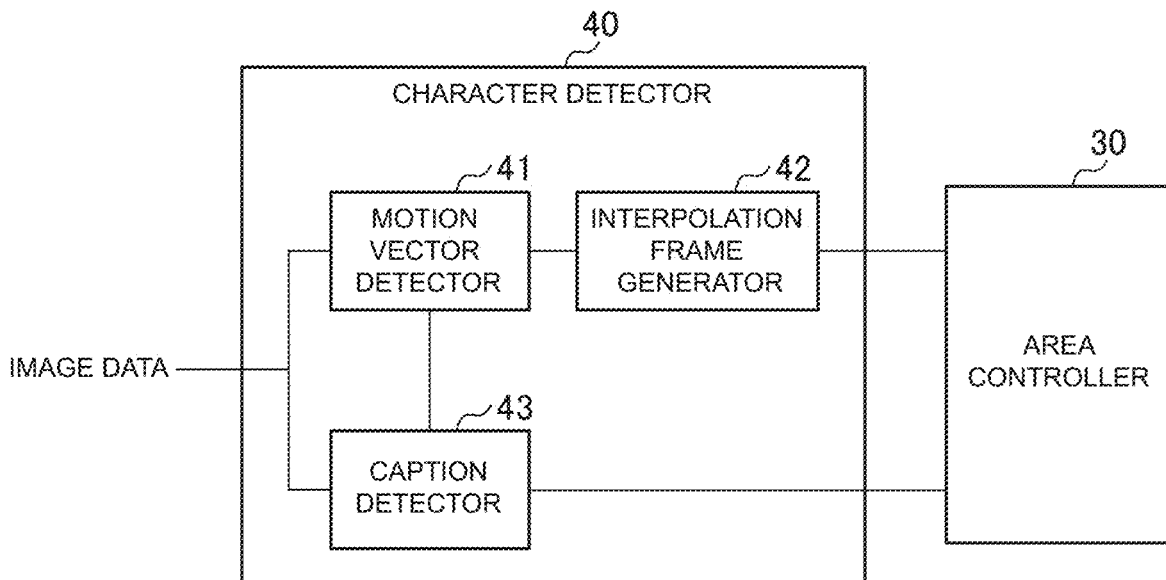 40
CHARACTER DETECTOR
41
MOTION
VECTOR
DETECTOR
42
INTERPOLATION
FRAME
GENERATOR
30
AREA
CONTROLLER
IMAGE DATA
43
CAPTION
DETECTOR